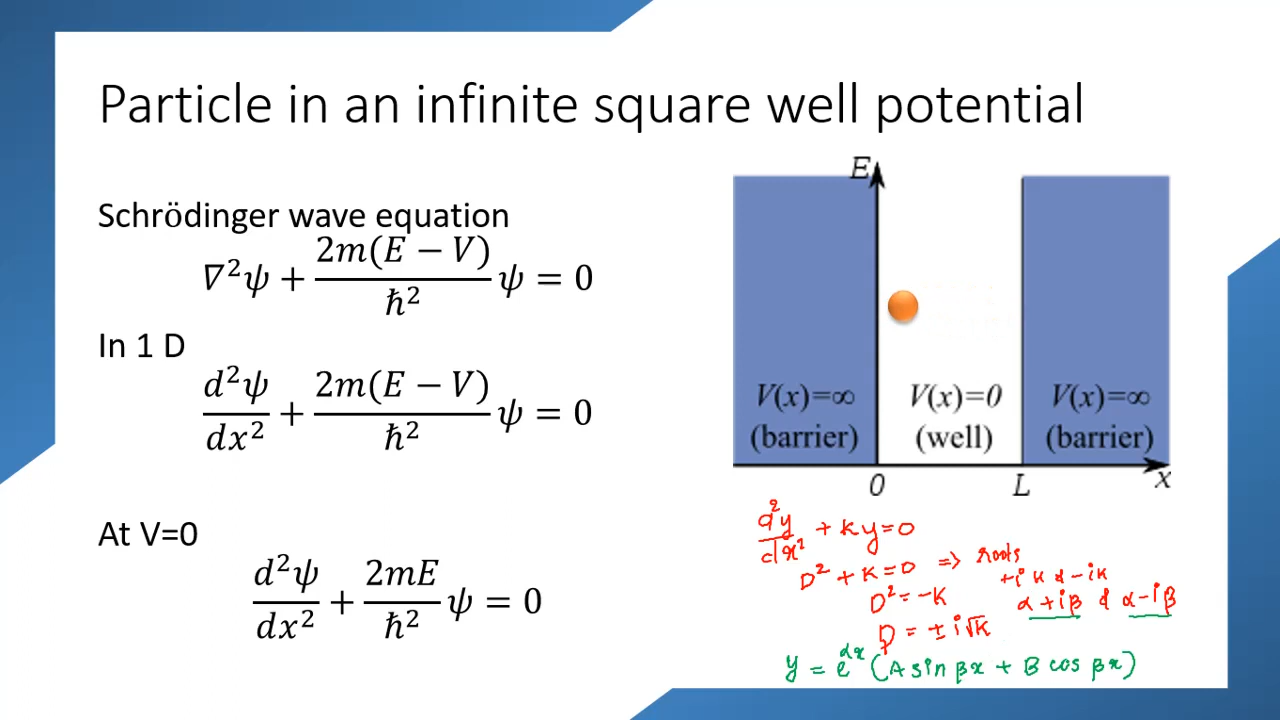 Particle in an infinite square well potential
Schrödinger wave equation
∇²ψ + 2m(E − V)/ħ² ψ = 0
In 1 D
d²ψ/dx² + 2m(E − V)/ħ² ψ = 0
At V=0
d²ψ/dx² + 2mE/ħ² ψ = 0
E
V(x)=∞ V(x)=0 V(x)=∞
(barrier) (well) (barrier)
0 L x
d²y/dx² + Ky=0
D² + K = 0 ⇒ roots
+iK & −iK
D² = −K
α+iβ & α−iβ
D = ±i√K
y = e^αx (A sin βx + B cos βx)